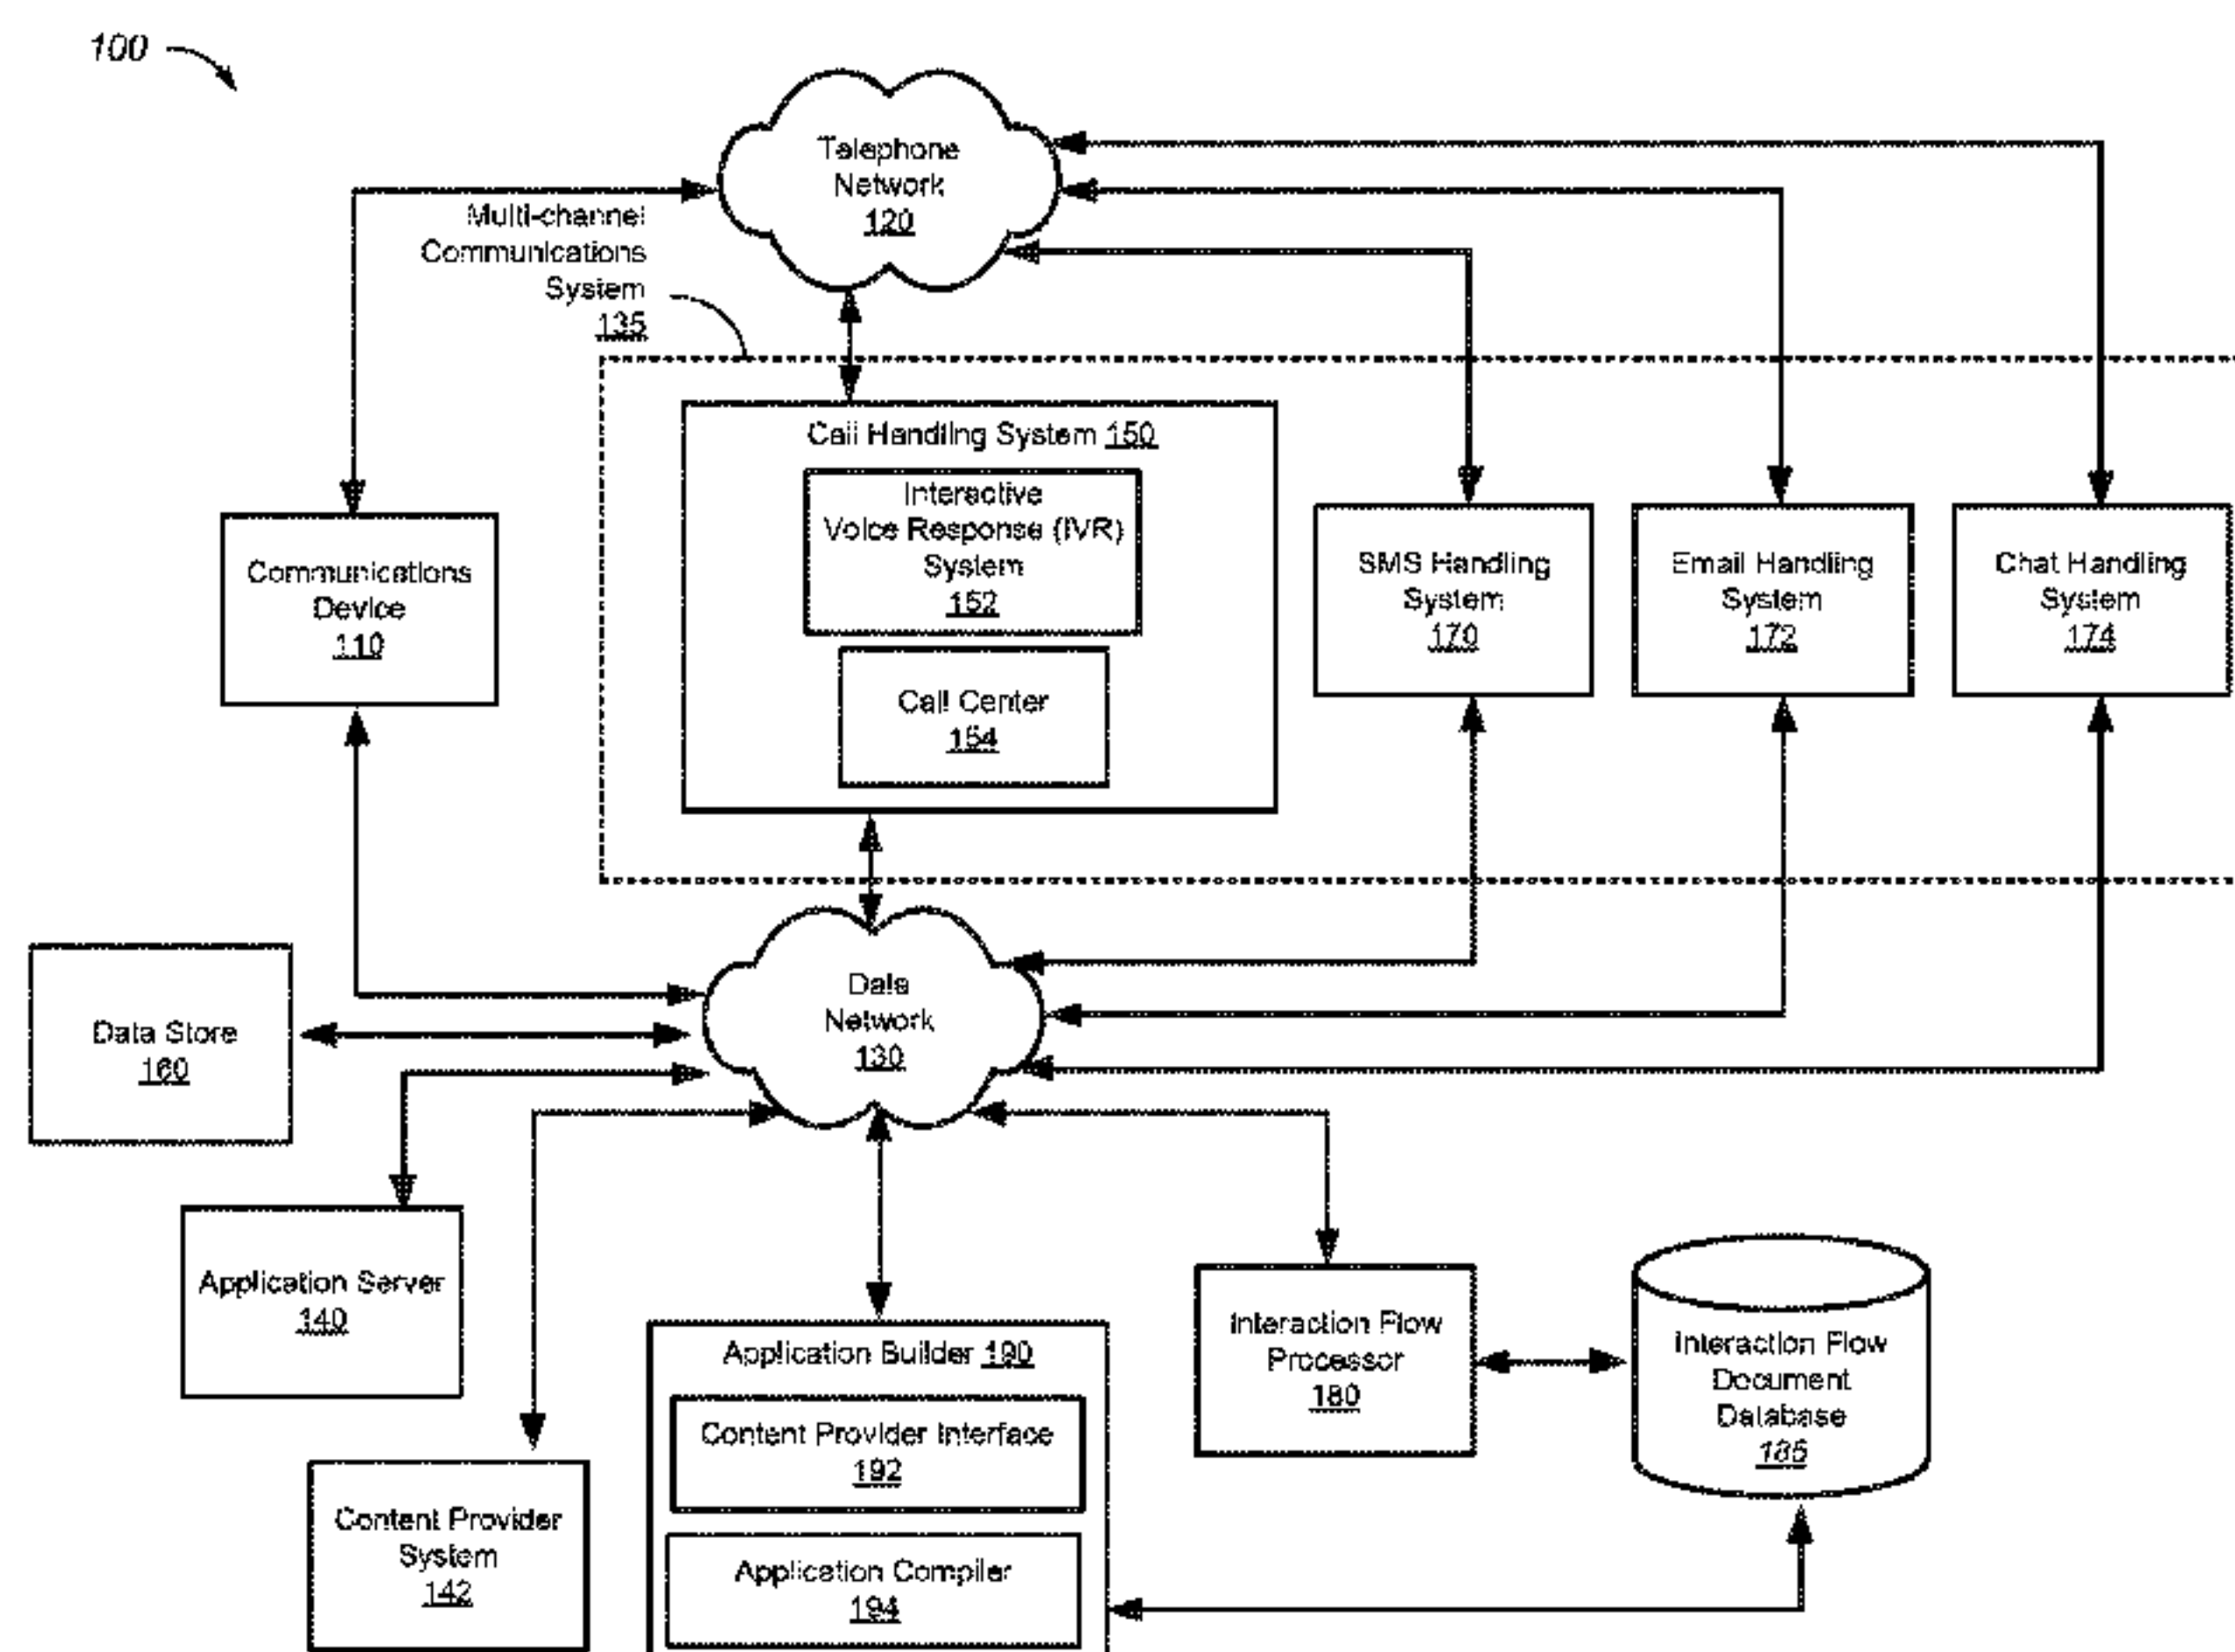 100
Telephone
Network
120
Multi-channel
Communications
System
135
Call Handling System 150
Interactive
Voice Response (IVR)
System
152
Call Center
154
Communications
Device
110
SMS Handling
System
170
Email Handling
System
172
Chat Handling
System
174
Data Store
160
Data
Network
130
Application Server
140
Content Provider
System
142
Application Builder 190
Content Provider Interface
192
Application Compiler
194
Interaction Flow
Processor
180
Interaction Flow
Document
Database
185